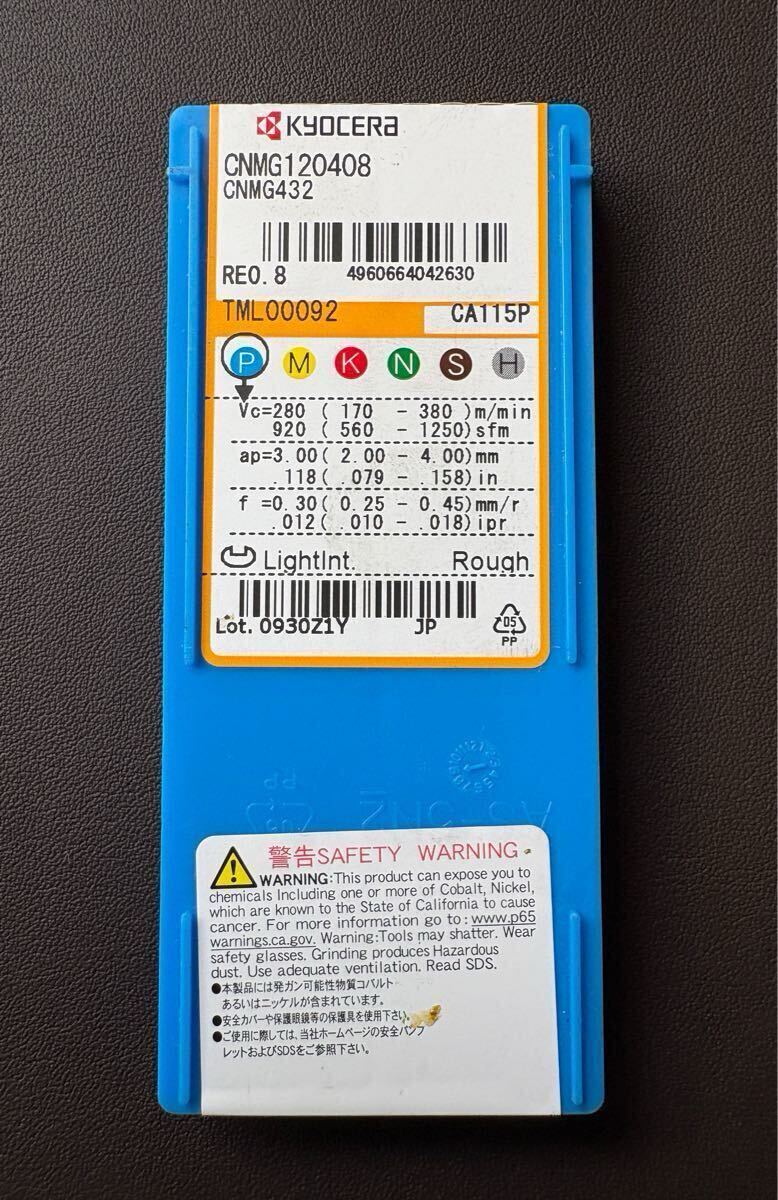 KYOCERA
CNMG120408
CNMG432
RE0.8 4960664042630
TML00092 CA115P
P M K N S H
Vc=280 ( 170 - 380 )m/min
920 ( 560 - 1250)sfm
ap=3.00( 2.00 - 4.00)mm
.118( .079 - .158)in
f =0.30( 0.25 - 0.45)mm/r
.012( .010 - .018)ipr
LightInt. Rough
Lot. 0930Z1Y JP
05
PP
PP
警告SAFETY WARNING
WARNING:This product can expose you to
chemicals Including one or more of Cobalt, Nickel,
which are known to the State of California to cause
cancer. For more information go to : www.p65
warnings.ca.gov. Warning:Tools may shatter. Wear
safety glasses. Grinding produces Hazardous
dust. Use adequate ventilation. Read SDS.
●本製品には発ガン可能性物質コバルト
あるいはニッケルが含まれています。
●安全カバーや保護眼鏡等の保護具を使用下さい。
●ご使用に際しては、当社ホームページの安全パンフ
レットおよびSDSをご参照下さい。